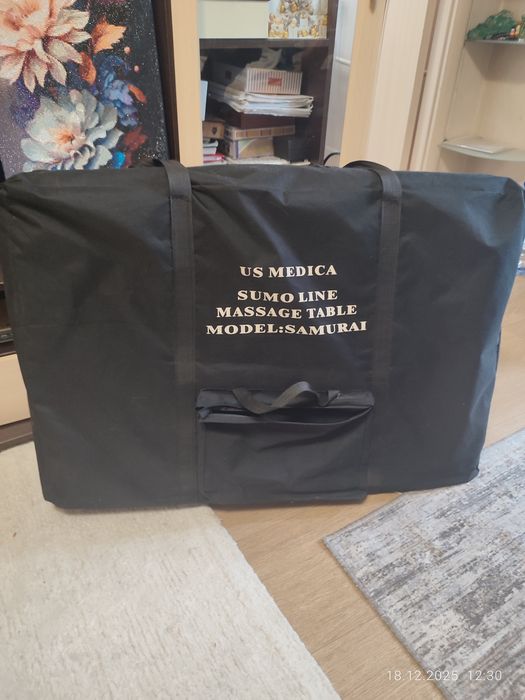 US MEDICA
SUMO LINE
MASSAGE TABLE
MODEL:SAMURAI
18.12.2025 12:30